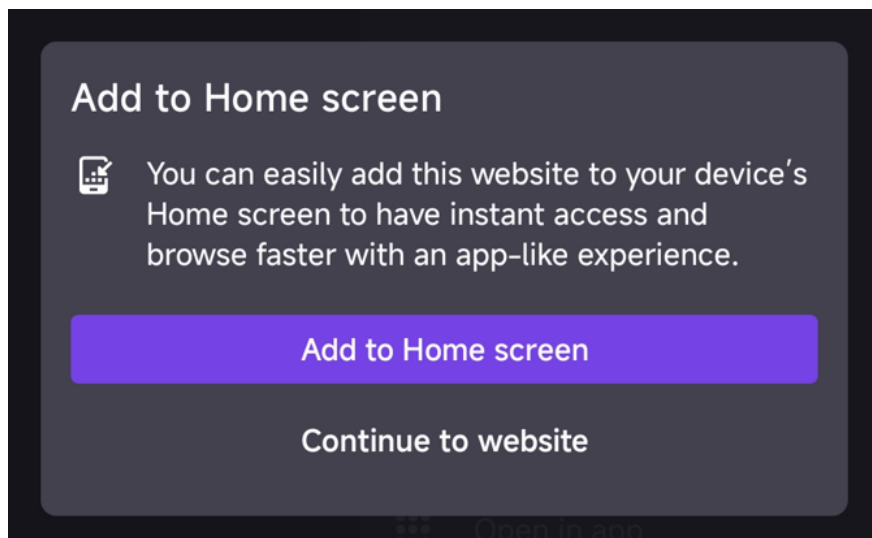 Add to Home screen
You can easily add this website to your device's
Home screen to have instant access and
browse faster with an app-like experience.
Add to Home screen
Continue to website
Open in app